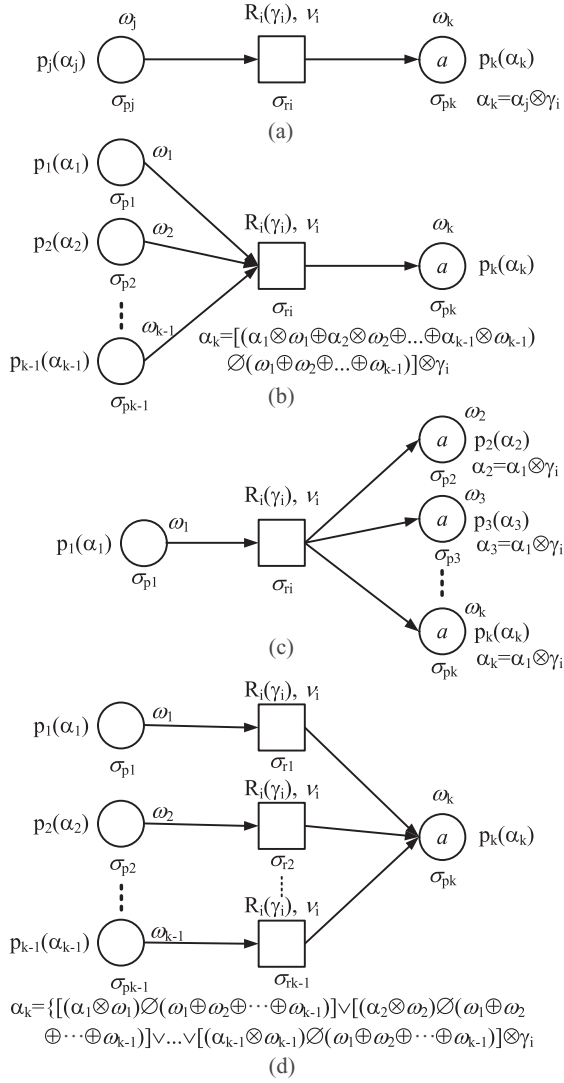 ωj
Ri(γi), νi
ωk
pj(αj)
a
pk(αk)
σpj
σri
σpk
αk=αj⊗γi
(a)
p1(α1)
ω1
σp1
Ri(γi), νi
ωk
p2(α2)
ω2
a
pk(αk)
σp2
σri
σpk
ωk-1
pk-1(αk-1)
σpk-1
αk=[(α1⊗ω1⊕α2⊗ω2⊕...⊕αk-1⊗ωk-1)
∅(ω1⊕ω2⊕...⊕ωk-1)]⊗γi
(b)
ω2
a
p2(α2)
σp2
α2=α1⊗γi
Ri(γi), νi
ω3
p1(α1)
ω1
a
p3(α3)
σp1
σri
σp3
α3=α1⊗γi
ωk
a
pk(αk)
σpk
αk=α1⊗γi
(c)
Ri(γi), νi
p1(α1)
ω1
σp1
σr1
Ri(γi), νi
ωk
p2(α2)
ω2
a
pk(αk)
σp2
σr2
σpk
Ri(γi), νi
pk-1(αk-1)
ωk-1
σpk-1
σrk-1
αk={[(α1⊗ω1)∅(ω1⊕ω2⊕⋯⊕ωk-1)]∨[(α2⊗ω2)∅(ω1⊕ω2
⊕⋯⊕ωk-1)]∨...∨[(αk-1⊗ωk-1)∅(ω1⊕ω2⊕⋯⊕ωk-1)]⊗γi
(d)